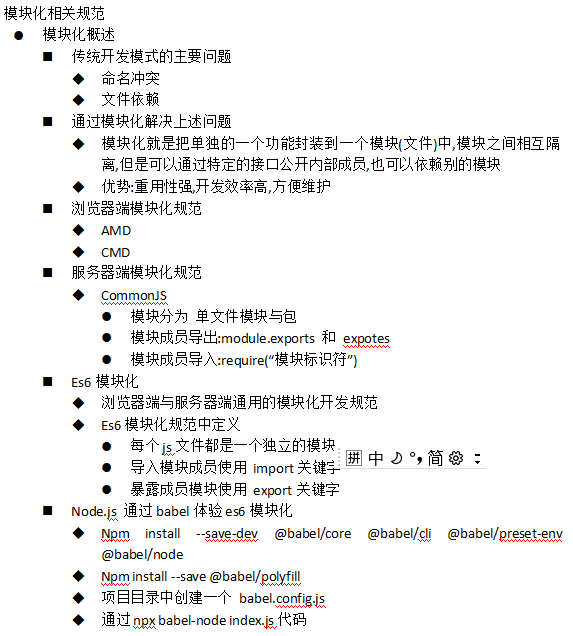 模块化相关规范
模块化概述
传统开发模式的主要问题
命名冲突
文件依赖
通过模块化解决上述问题
模块化就是把单独的一个功能封装到一个模块(文件)中,模块之间相互隔
离,但是可以通过特定的接口公开内部成员,也可以依赖别的模块
优势:重用性强,开发效率高,方便维护
浏览器端模块化规范
AMD
CMD
服务器端模块化规范
CommonJS
模块分为 单文件模块与包
模块成员导出:module.exports 和 expotes
模块成员导入:require(“模块标识符”)
Es6 模块化
浏览器端与服务器端通用的模块化开发规范
Es6 模块化规范中定义
每个 js 文件都是一个独立的模块
导入模块成员使用 import 关键字
拼 中 简
暴露成员模块使用 export 关键字
Node.js 通过 babel 体验 es6 模块化
Npm install --save-dev @babel/core @babel/cli @babel/preset-env
@babel/node
Npm install --save @babel/polyfill
项目目录中创建一个 babel.config.js
通过 npx babel-node index.js 代码